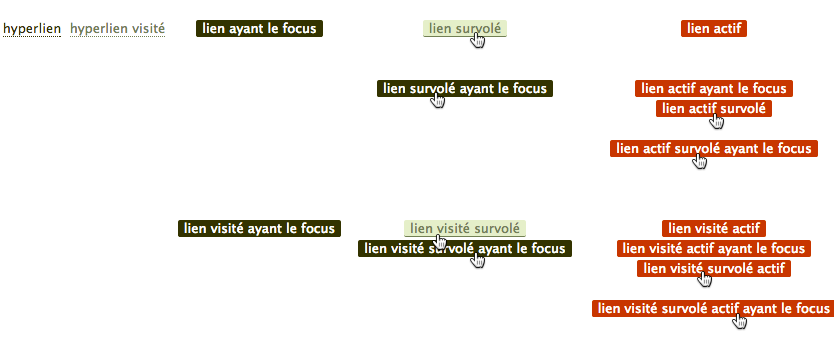 hyperlien hyperlien visité lien ayant le focus lien survolé lien actif
lien survolé ayant le focus lien actif ayant le focus
lien actif survolé
lien actif survolé ayant le focus
lien visité ayant le focus lien visité survolé lien visité actif
lien visité survolé ayant le focus lien visité actif ayant le focus
lien visité survolé actif
lien visité survolé actif ayant le focus